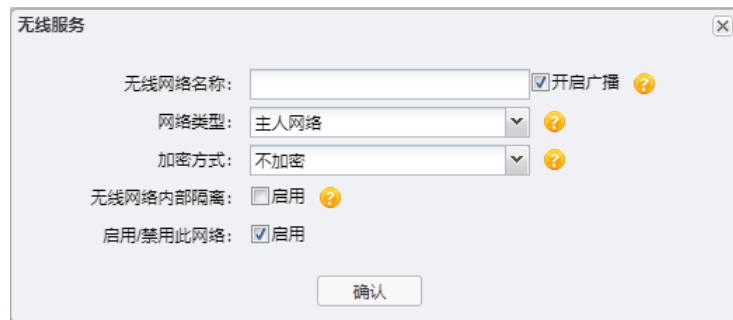 无线服务
无线网络名称: 开启广播
网络类型: 主人网络
加密方式: 不加密
无线网络内部隔离: 启用
启用/禁用此网络: 启用
确认